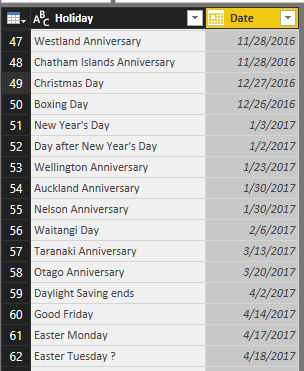 ABC Holiday Date
47 Westland Anniversary 11/28/2016
48 Chatham Islands Anniversary 11/28/2016
49 Christmas Day 12/27/2016
50 Boxing Day 12/26/2016
51 New Year's Day 1/3/2017
52 Day after New Year's Day 1/2/2017
53 Wellington Anniversary 1/23/2017
54 Auckland Anniversary 1/30/2017
55 Nelson Anniversary 1/30/2017
56 Waitangi Day 2/6/2017
57 Taranaki Anniversary 3/13/2017
58 Otago Anniversary 3/20/2017
59 Daylight Saving ends 4/2/2017
60 Good Friday 4/14/2017
61 Easter Monday 4/17/2017
62 Easter Tuesday ? 4/18/2017